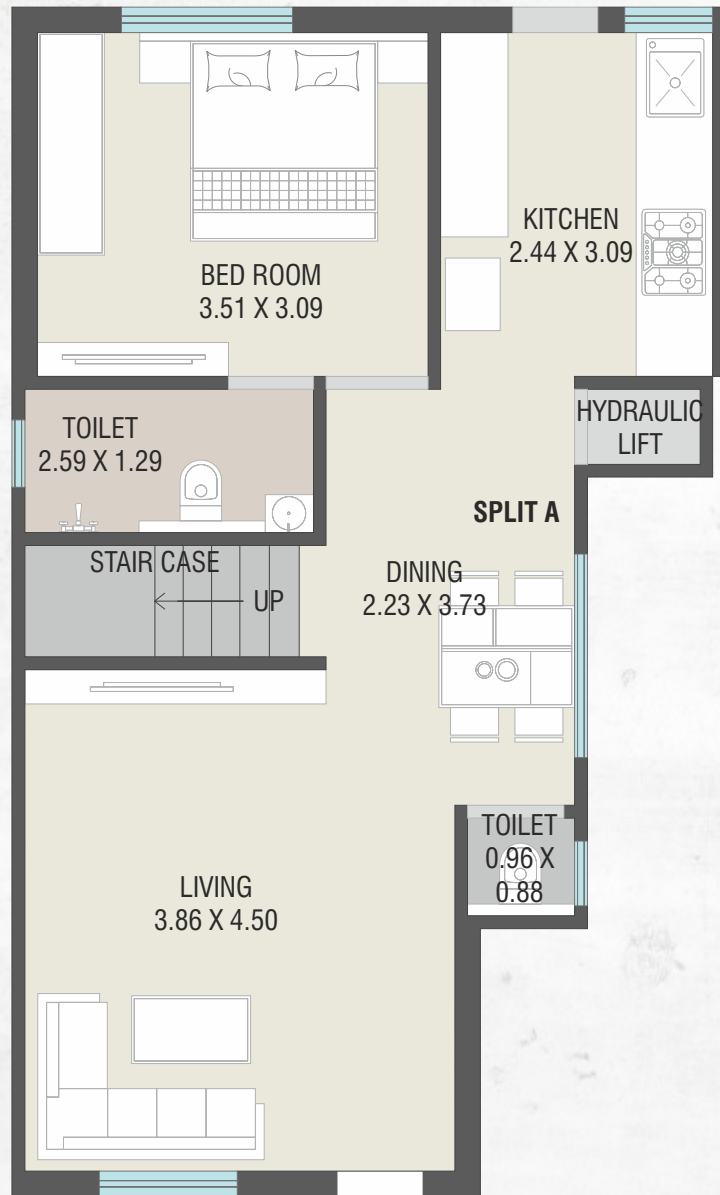 KITCHEN
2.44 X 3.09
BED ROOM
3.51 X 3.09
HYDRAULIC
LIFT
TOILET
2.59 X 1.29
SPLIT A
STAIR CASE
UP
DINING
2.23 X 3.73
TOILET
0.96 X
0.88
LIVING
3.86 X 4.50